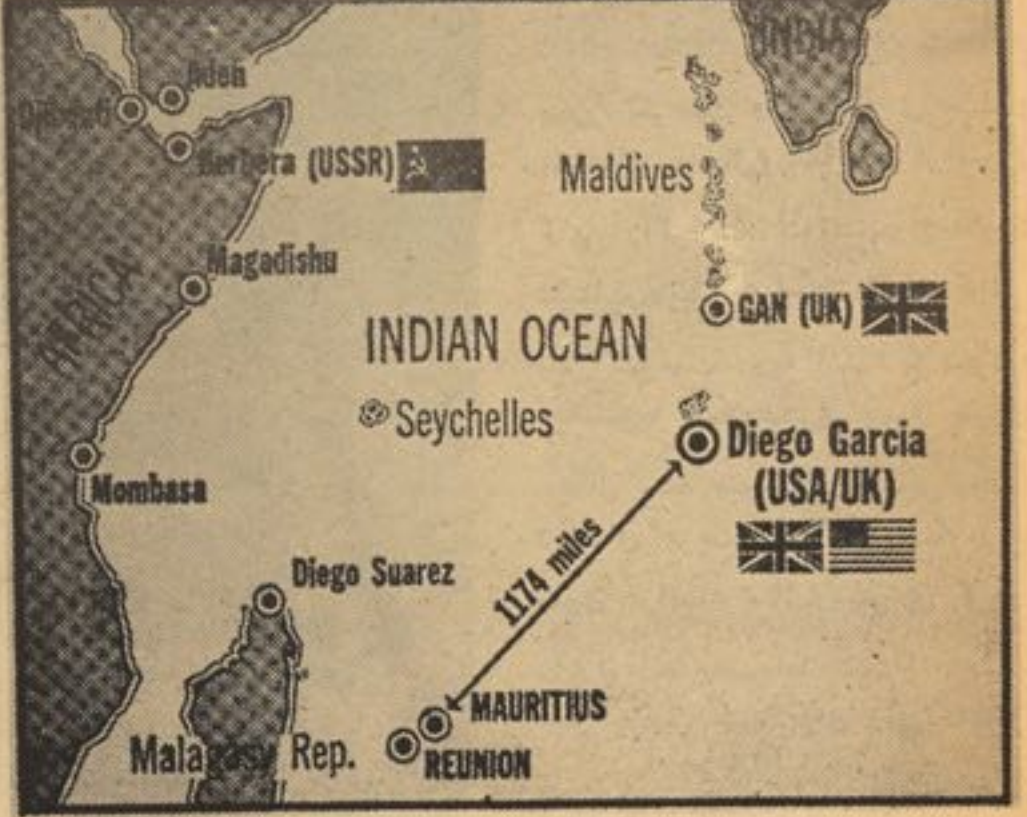 INDIA
Aden
Djibouti
Berbera (USSR)
Maldives
Magadishu
AFRICA
GAN (UK)
INDIAN OCEAN
Seychelles
Diego Garcia
(USA/UK)
Mombasa
1174 miles
Diego Suarez
MAURITIUS
Malagasy Rep.
REUNION